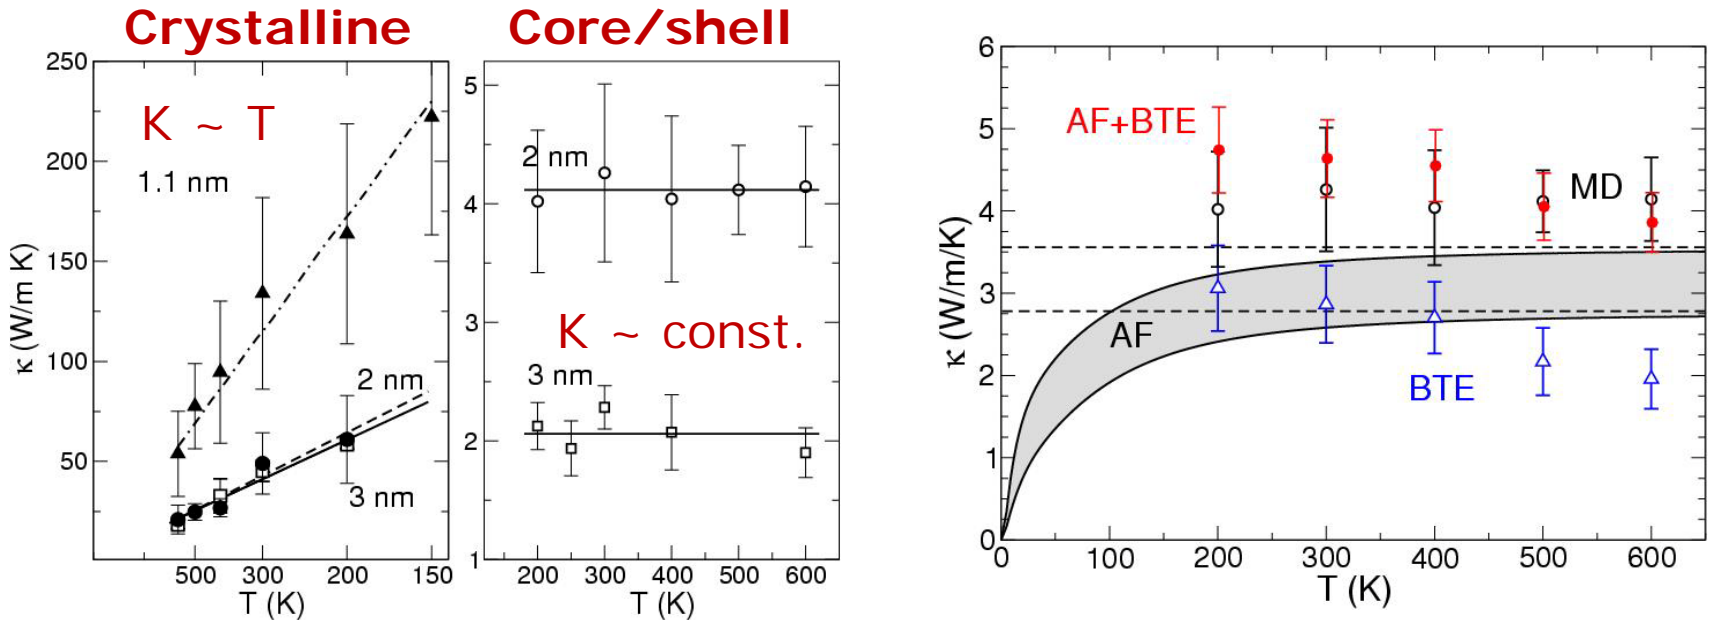 Crystalline
250
200
150
100
50
κ (W/m K)
K ~ T
1.1 nm
2 nm
3 nm
500 300 200 150
T (K)
Core/shell
5
4
3
2
1
2 nm
K ~ const.
3 nm
200 300 400 500 600
T (K)
6
5
4
3
2
1
0
κ (W/m/K)
AF+BTE
MD
AF
BTE
0 100 200 300 400 500 600
T (K)